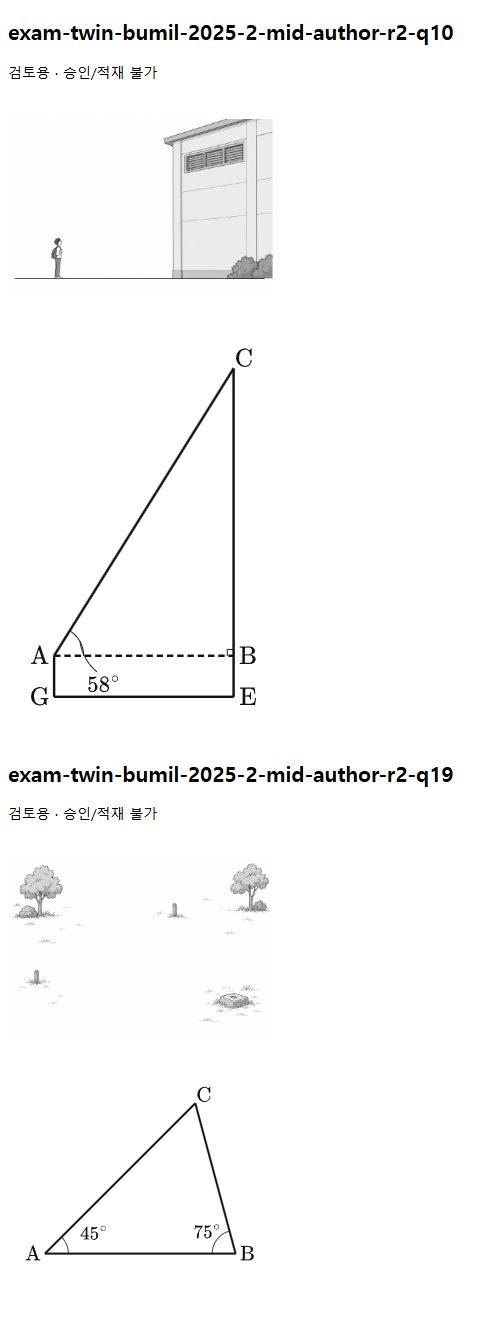 exam-twin-bumil-2025-2-mid-author-r2-q10
검토용 · 승인/적재 불가
C
A
B
58°
G
E
exam-twin-bumil-2025-2-mid-author-r2-q19
검토용 · 승인/적재 불가
C
45°
75°
A
B